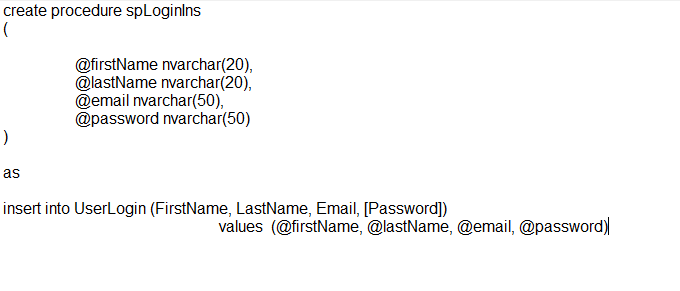 create procedure spLoginIns
(
@firstName nvarchar(20),
@lastName nvarchar(20),
@email nvarchar(50),
@password nvarchar(50)
)
as
insert into UserLogin (FirstName, LastName, Email, [Password])
values  (@firstName, @lastName, @email, @password)